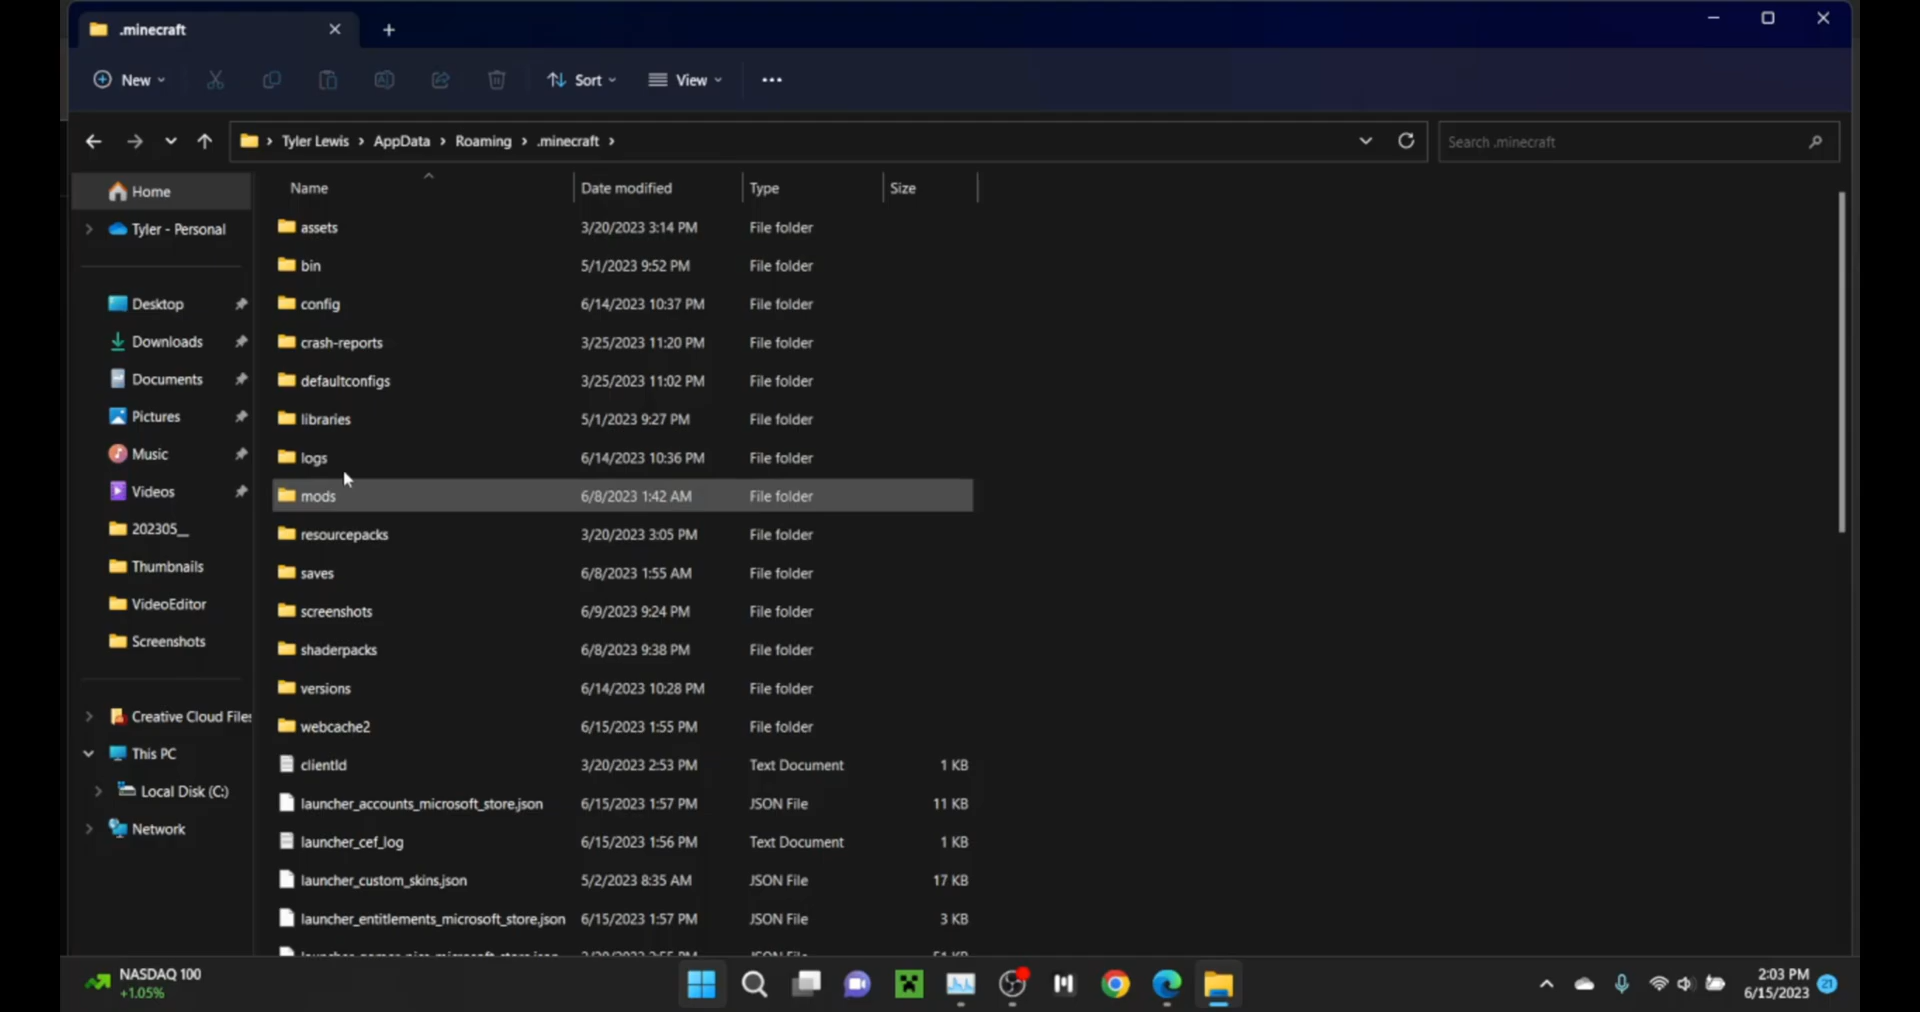 .minecraft
New
Sort
View
Tyler Lewis > AppData > Roaming > .minecraft >
Search .minecraft
Name Date modified Type Size
Home
Tyler - Personal
Desktop
Downloads
Documents
Pictures
Music
Videos
202305__
Thumbnails
VideoEditor
Screenshots
Creative Cloud Files
This PC
Local Disk (C:)
Network
assets 3/20/2023 3:14 PM File folder
bin 5/1/2023 9:52 PM File folder
config 6/14/2023 10:37 PM File folder
crash-reports 3/25/2023 11:20 PM File folder
defaultconfigs 3/25/2023 11:02 PM File folder
libraries 5/1/2023 9:27 PM File folder
logs 6/14/2023 10:36 PM File folder
mods 6/8/2023 1:42 AM File folder
resourcepacks 3/20/2023 3:05 PM File folder
saves 6/8/2023 1:55 AM File folder
screenshots 6/9/2023 9:24 PM File folder
shaderpacks 6/8/2023 9:38 PM File folder
versions 6/14/2023 10:28 PM File folder
webcache2 6/15/2023 1:55 PM File folder
clientId 3/20/2023 2:53 PM Text Document 1 KB
launcher_accounts_microsoft_store.json 6/15/2023 1:57 PM JSON File 11 KB
launcher_cef_log 6/15/2023 1:56 PM Text Document 1 KB
launcher_custom_skins.json 5/2/2023 8:35 AM JSON File 17 KB
launcher_entitlements_microsoft_store.json 6/15/2023 1:57 PM JSON File 3 KB
NASDAQ 100
+1.05%
2:03 PM
6/15/2023
21